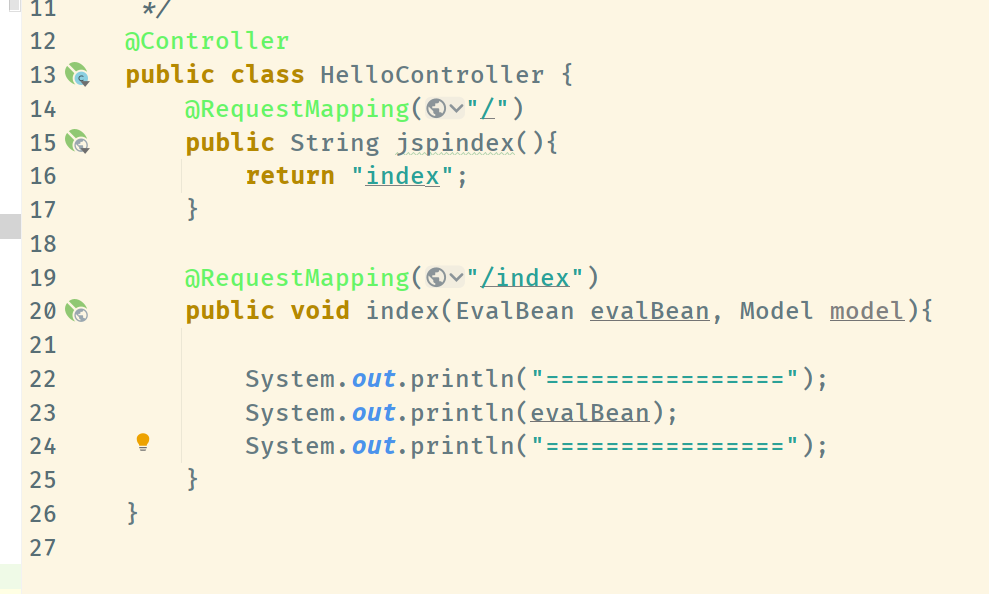 11 */
12 @Controller
13 public class HelloController {
14 @RequestMapping("/")
15 public String jspindex(){
16 return "index";
17 }
18
19 @RequestMapping("/index")
20 public void index(EvalBean evalBean, Model model){
21
22 System.out.println("================");
23 System.out.println(evalBean);
24 System.out.println("================");
25 }
26 }
27